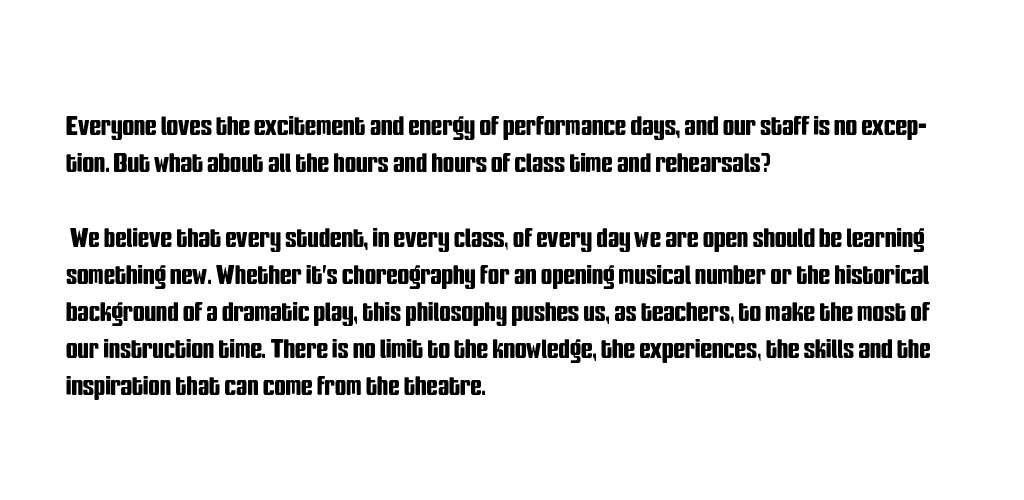 Everyone loves the excitement and energy of performance days, and our staff is no excep-
tion. But what about all the hours and hours of class time and rehearsals?
We believe that every student, in every class, of every day we are open should be learning
something new. Whether it's choreography for an opening musical number or the historical
background of a dramatic play, this philosophy pushes us, as teachers, to make the most of
our instruction time. There is no limit to the knowledge, the experiences, the skills and the
inspiration that can come from the theatre.